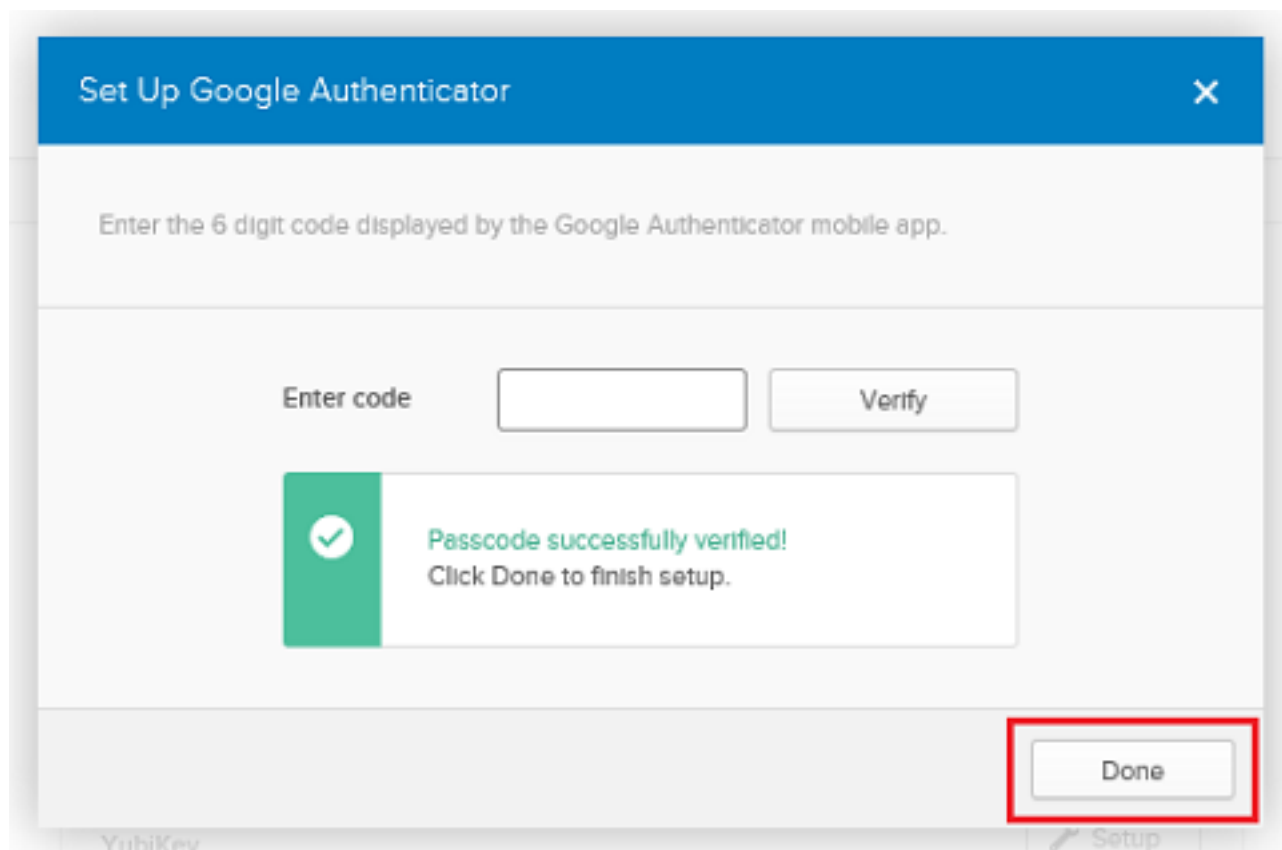 Set Up Google Authenticator
Enter the 6 digit code displayed by the Google Authenticator mobile app.
Enter code
Verify
Passcode successfully verified!
Click Done to finish setup.
Done
YubiKey
Setup